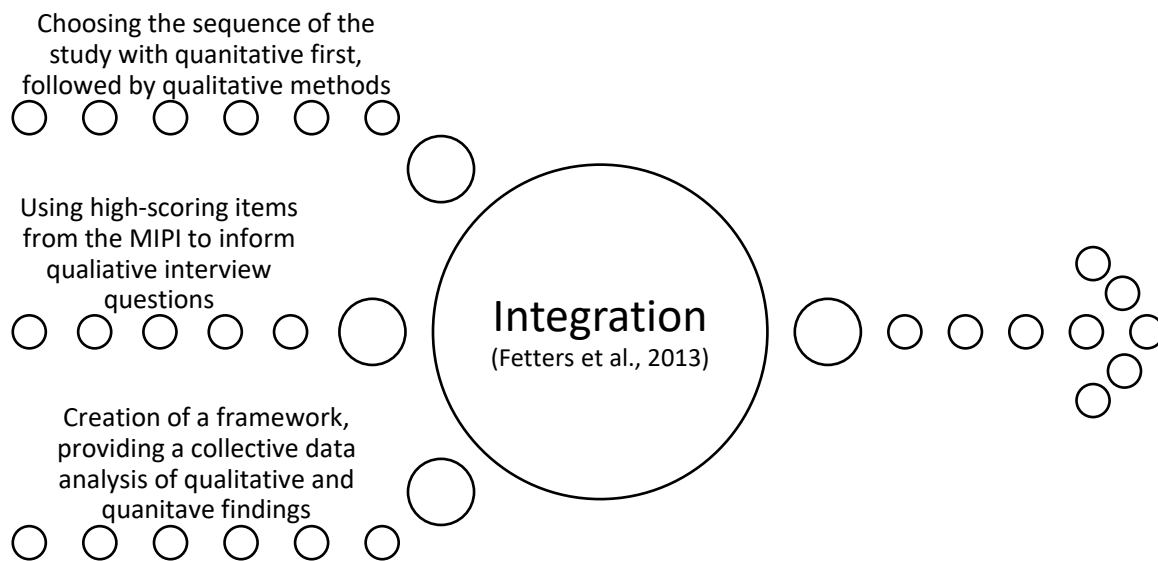 Choosing the sequence of the
study with quanitative first,
followed by qualitative methods
Using high-scoring items
from the MIPI to inform
qualiative interview
questions
Creation of a framework,
providing a collective data
analysis of qualitative and
quanitave findings
Integration
(Fetters et al., 2013)